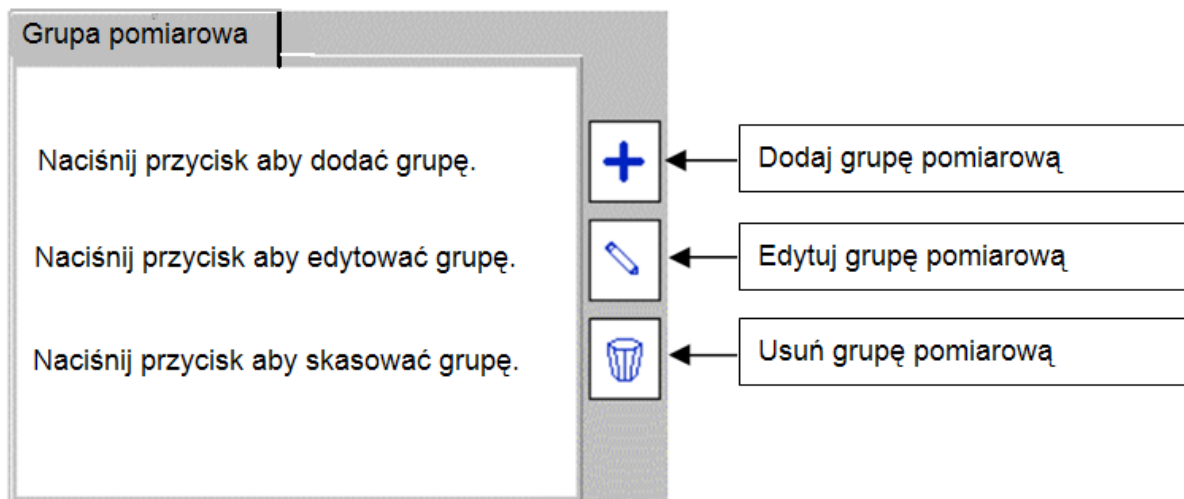 Grupa pomiarowa
Naciśnij przycisk aby dodać grupę.
Dodaj grupę pomiarową
Naciśnij przycisk aby edytować grupę.
Edytuj grupę pomiarową
Naciśnij przycisk aby skasować grupę.
Usuń grupę pomiarową